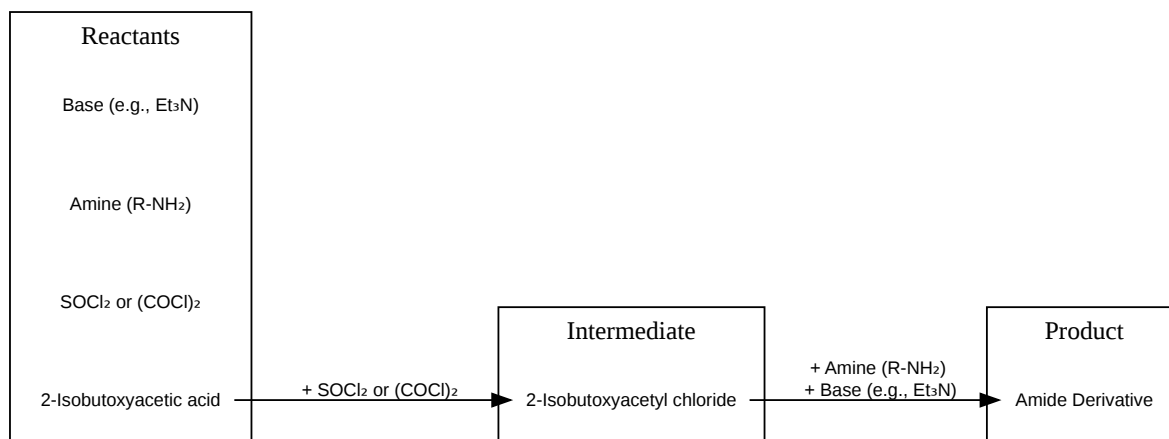 Reactants
Base (e.g., Et₃N)
Amine (R-NH₂)
SOCl₂ or (COCl)₂
2-Isobutoxyacetic acid
+ SOCl₂ or (COCl)₂
Intermediate
2-Isobutoxyacetyl chloride
+ Amine (R-NH₂)
+ Base (e.g., Et₃N)
Product
Amide Derivative